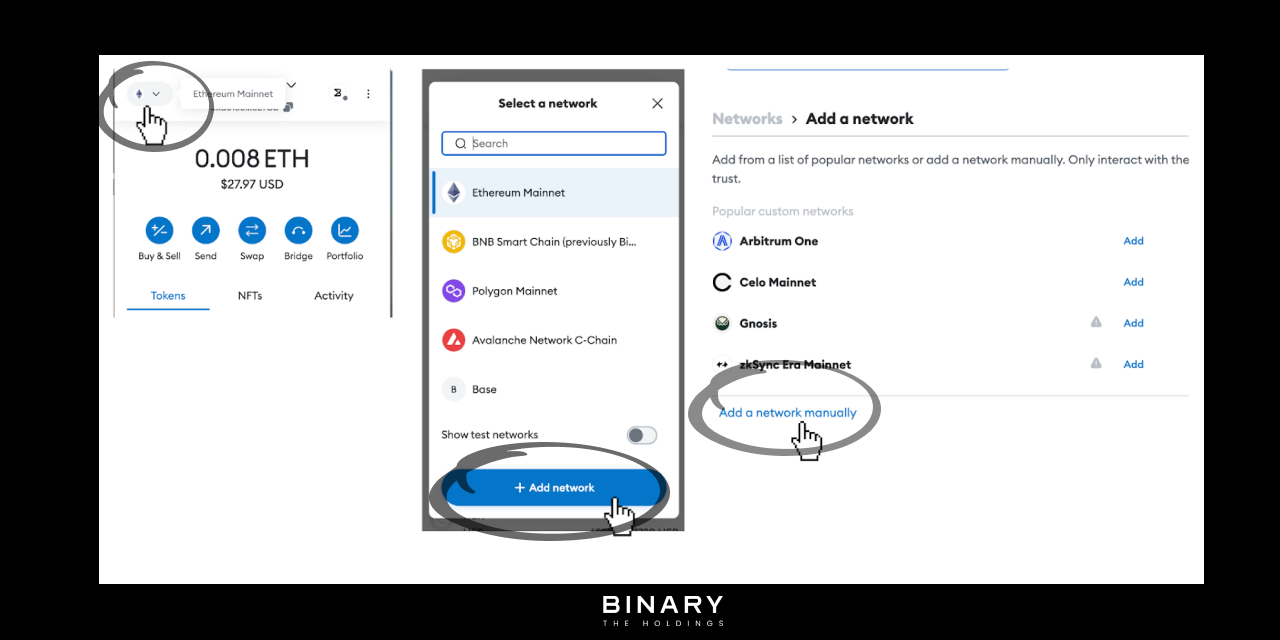 Ethereum Mainnet
0.008 ETH
$27.97 USD
Buy & Sell
Send
Swap
Bridge
Portfolio
Tokens
NFTs
Activity
Select a network
Search
Ethereum Mainnet
BNB Smart Chain (previously Bi...
Polygon Mainnet
Avalanche Network C-Chain
B
Base
Show test networks
+ Add network
Networks > Add a network
Add from a list of popular networks or add a network manually. Only interact with the
trust.
Popular custom networks
Arbitrum One
Add
Celo Mainnet
Add
Gnosis
Add
zkSync Era Mainnet
Add
Add a network manually
BINARY
THE HOLDINGS